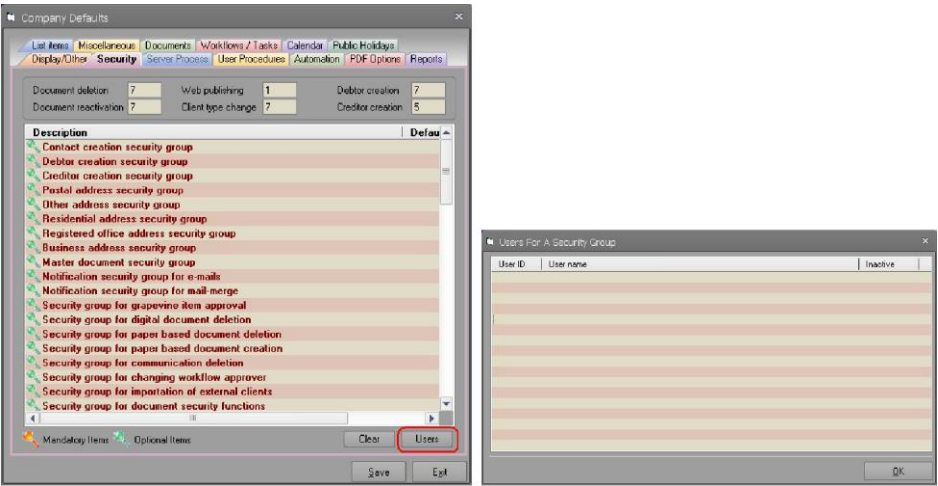 Company Defaults
List items Miscellaneous Documents Workflows / Tasks Calendar Public Holidays
Display/Other Security Server Process User Procedures Automation PDF Options Reports
Document deletion 7 Web publishing 1 Debtor creation 7
Document reactivation 7 Client type change 7 Creditor creation 5
Description Defau
Contact creation security group
Debtor creation security group
Creditor creation security group
Postal address security group
Other address security group
Residential address security group
Registered office address security group
Business address security group
Master document security group
Notification security group for e-mails
Notification security group for mail-merge
Security group for grapevine item approval
Security group for digital document deletion
Security group for paper based document deletion
Security group for paper based document creation
Security group for communication deletion
Security group for changing workflow approver
Security group for importation of external clients
Security group for document security functions
Mandatory Items Optional Items Clear Users
Save Exit
Users For A Security Group
User ID User name Inactive
OK